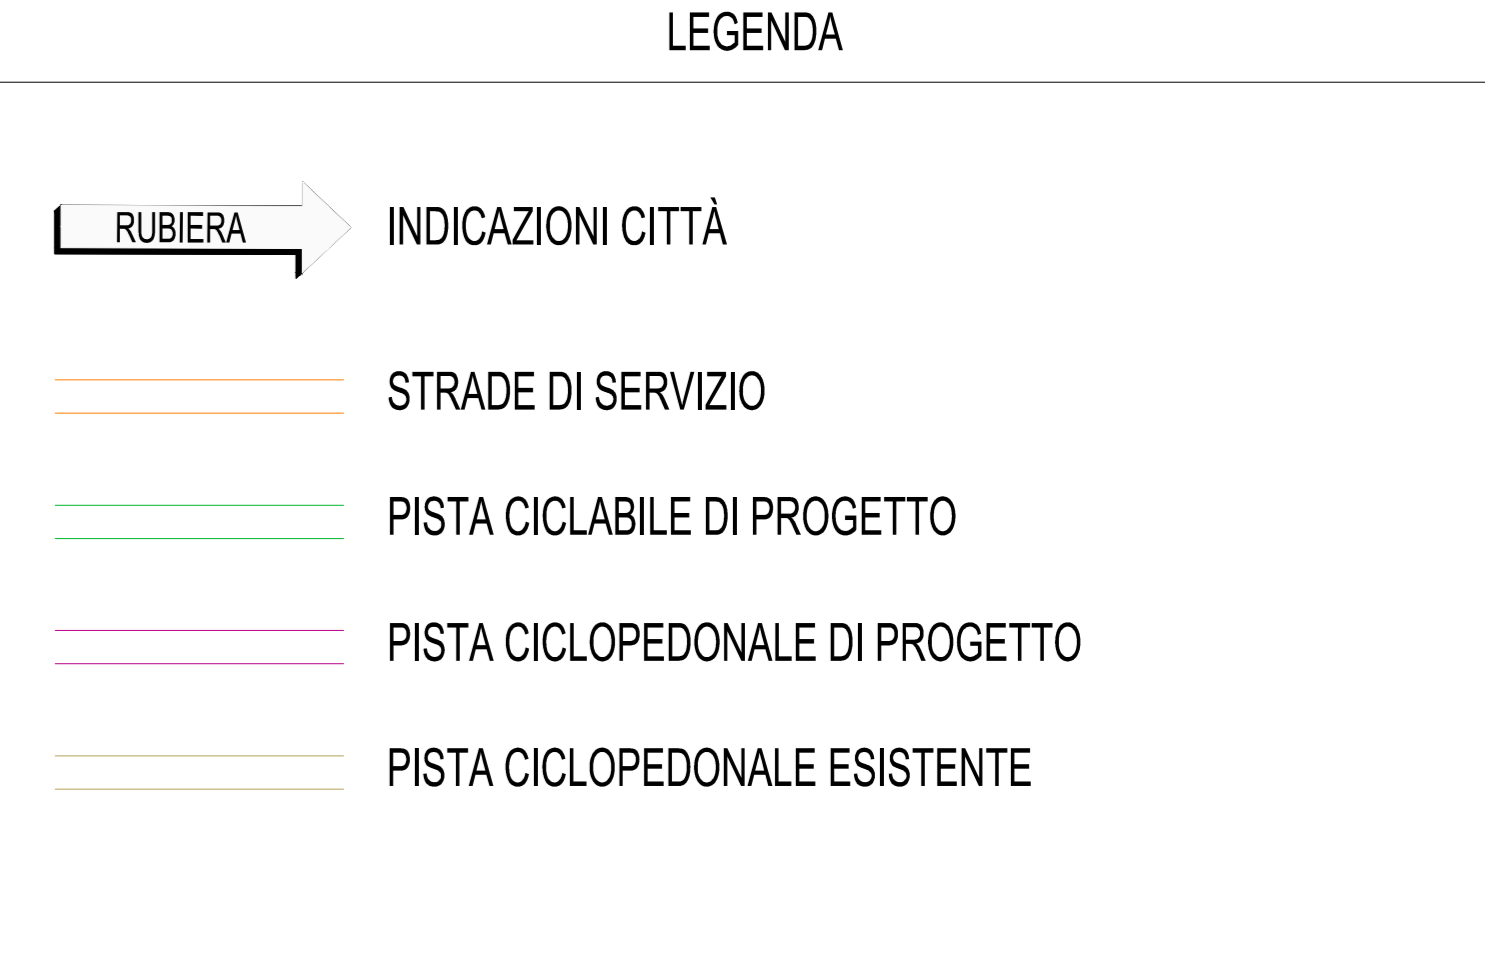 LEGENDA
RUBIERA
INDICAZIONI CITTÀ
STRADE DI SERVIZIO
PISTA CICLABILE DI PROGETTO
PISTA CICLOPEDONALE DI PROGETTO
PISTA CICLOPEDONALE ESISTENTE